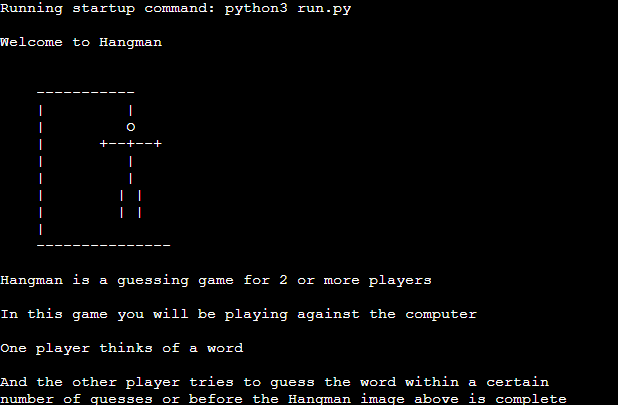 Running startup command: python3 run.py
Welcome to Hangman
Hangman is a guessing game for 2 or more players
In this game you will be playing against the computer
One player thinks of a word
And the other player tries to guess the word within a certain
number of guesses or before the Hangman image above is complete